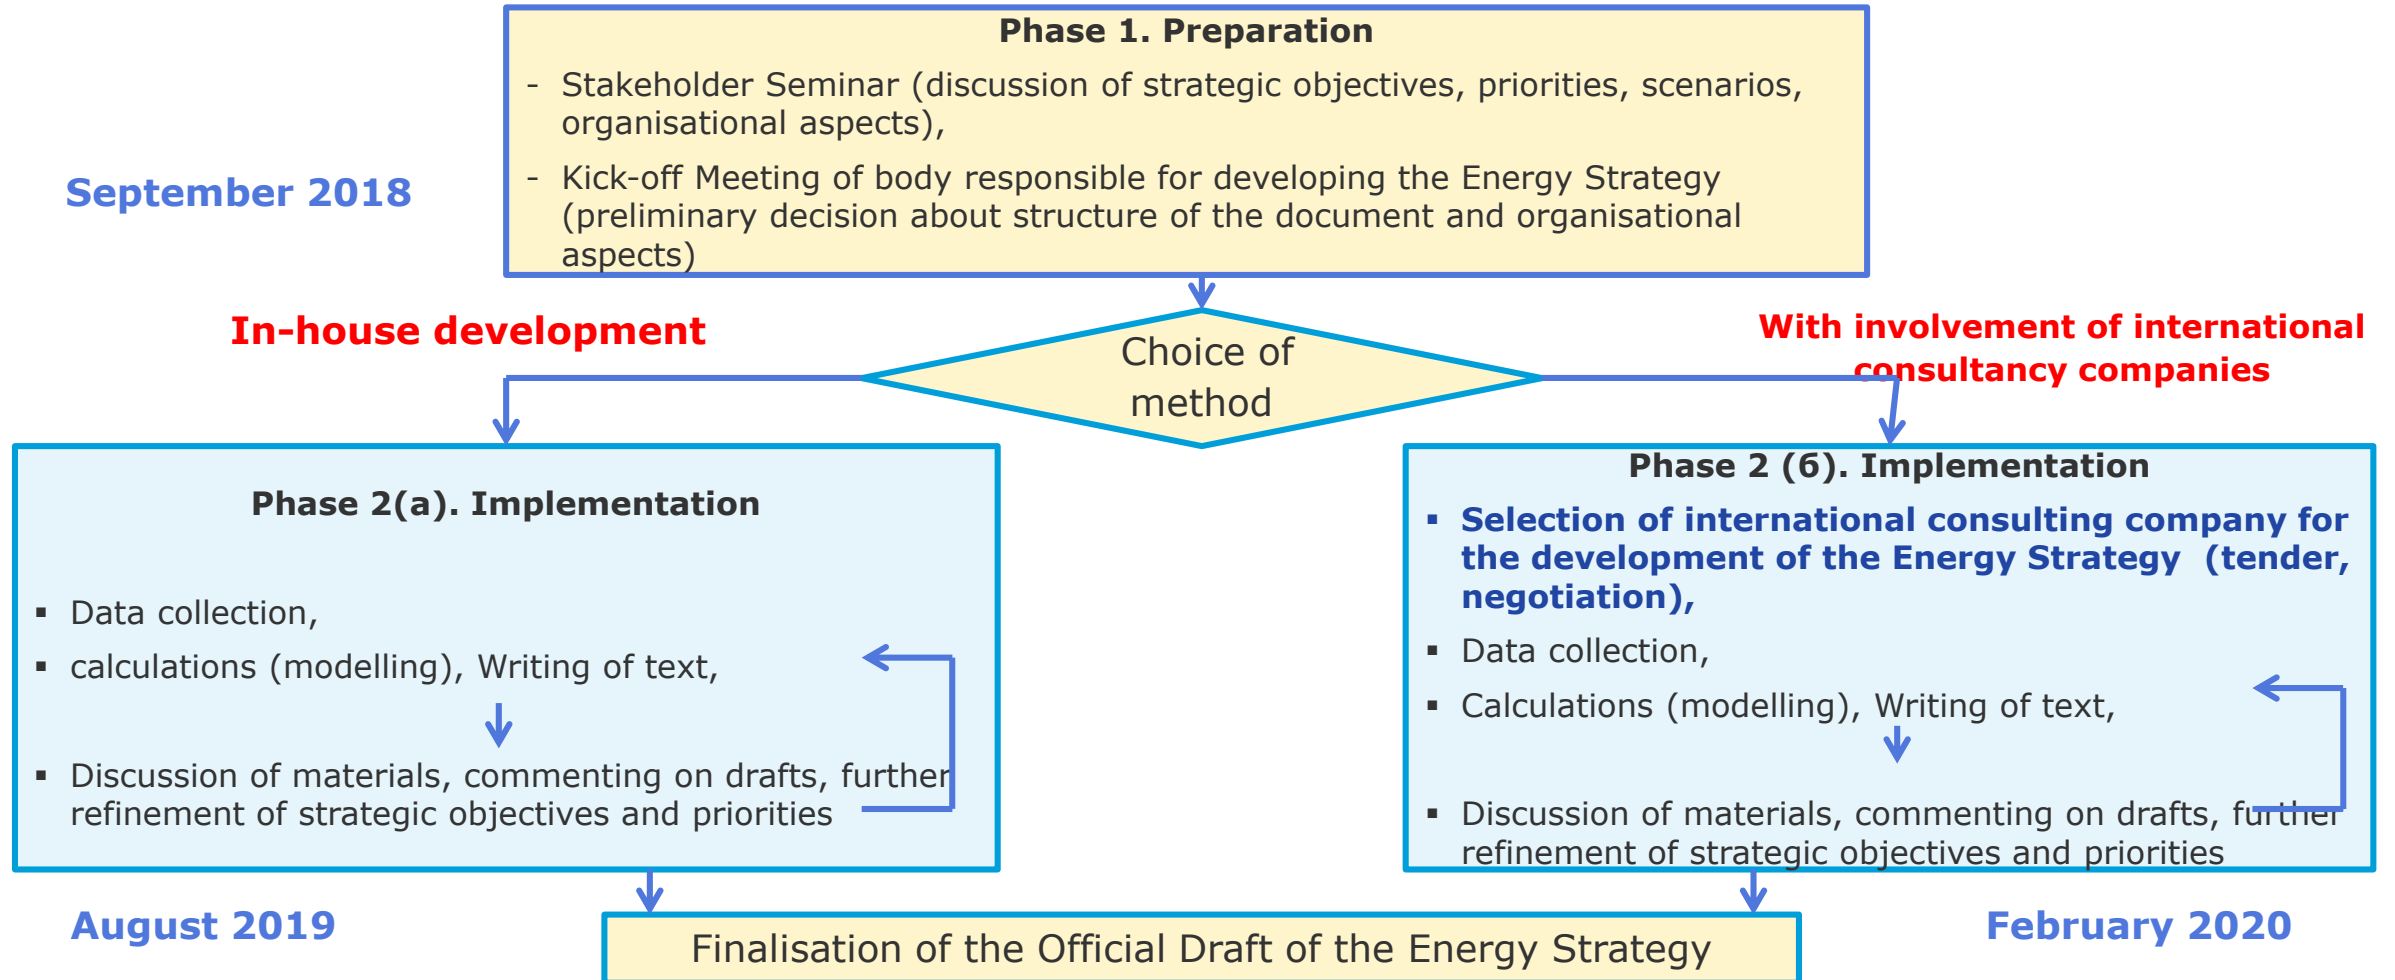 Phase 1. Preparation
- Stakeholder Seminar (discussion of strategic objectives, priorities, scenarios,
organisational aspects),
- Kick-off Meeting of body responsible for developing the Energy Strategy
(preliminary decision about structure of the document and organisational
aspects)
September 2018
In-house development
With involvement of international
consultancy companies
Choice of
method
Phase 2(a). Implementation
▪ Data collection,
▪ calculations (modelling), Writing of text,
▪ Discussion of materials, commenting on drafts, further
refinement of strategic objectives and priorities
Phase 2 (б). Implementation
▪ Selection of international consulting company for
the development of the Energy Strategy (tender,
negotiation),
▪ Data collection,
▪ Calculations (modelling), Writing of text,
▪ Discussion of materials, commenting on drafts, further
refinement of strategic objectives and priorities
August 2019
Finalisation of the Official Draft of the Energy Strategy
February 2020